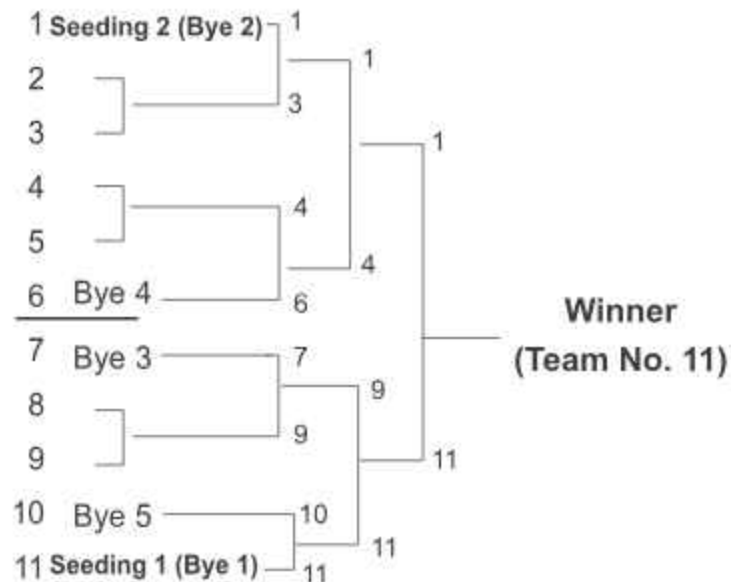 1 Seeding 2 (Bye 2) 1
1
2
3
3
1
4
4
5
4
6 Bye 4 6
Winner
7 Bye 3 7
(Team No. 11)
8
9
9
9
11
10 Bye 5 10
11
11 Seeding 1 (Bye 1) 11